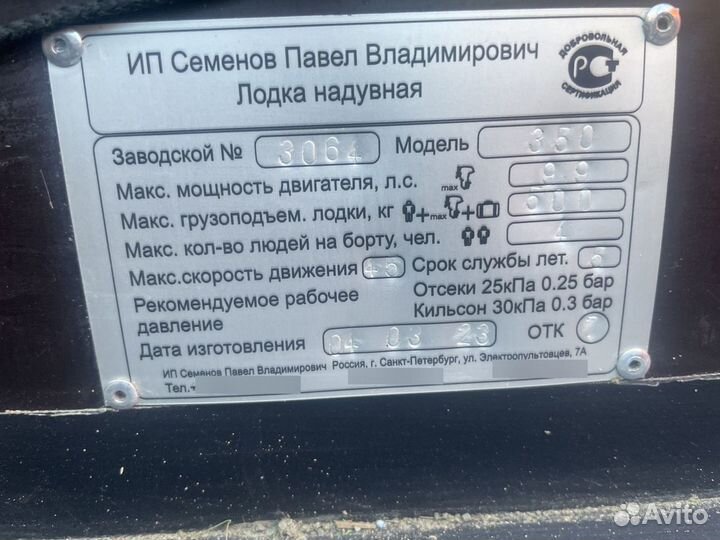 ИП Семенов Павел Владимирович
Лодка надувная
ДОБРОВОЛЬНАЯ
РСТ
СЕРТИФИКАЦИЯ
Заводской № 3064 Модель 350
Макс. мощность двигателя, л.с. max 9.9
Макс. грузоподъем. лодки, кг + max + 600
Макс. кол-во людей на борту, чел. 4
Макс.скорость движения Срок службы лет. 5
Рекомендуемое рабочее давление
Отсеки 25кПа 0.25 бар
Кильсон 30кПа 0.3 бар
Дата изготовления 04 03 23 ОТК
ИП Семенов Павел Владимирович Россия, г. Санкт-Петербург, ул. Электропультовцев, 7А
Тел.
Avito